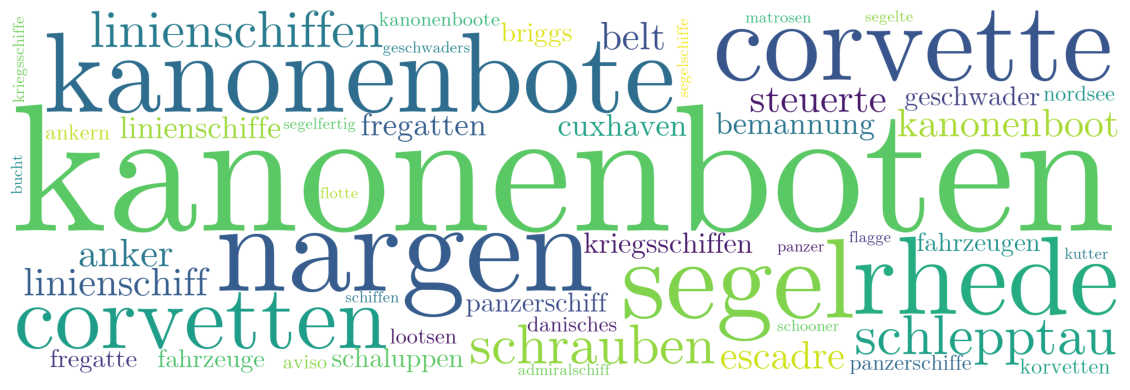 linienschiffen
kanonenboote
briggs
belt
matrosen
segelte
kriegsschiffe
kanonenbote
geschwaders
segelschiffe
corvette
steuerte
geschwader
nordsee
ankern
linienschiffe
segelfertig
fregatten
cuxhaven
bemannung
kanonenboot
bucht
kanonenboten
flotte
anker
nargen
kriegsschiffen
panzer
flagge
fahrzeugen
kutter
linienschiff
schiffen
panzerschiff
segel
rhede
corvetten
lootsen
danisches
schooner
schlepptau
fregatte
fahrzeuge
aviso
schaluppen
schrauben
admiralschiff
escadre
panzerschiffe
korvetten